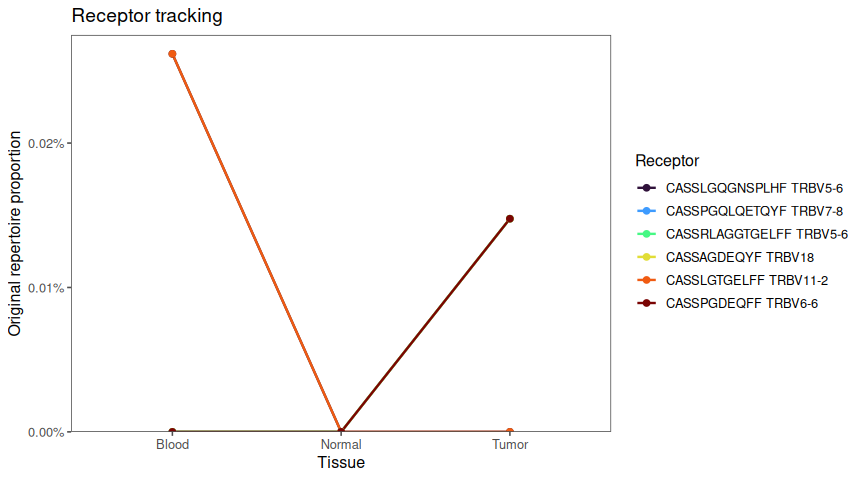 Receptor tracking
Original repertoire proportion
0.02%
0.01%
0.00%
Blood
Normal
Tumor
Tissue
Receptor
CASSLGQGNSPLHF TRBV5-6
CASSPGQLQETQYF TRBV7-8
CASSRLAGGTGELFF TRBV5-6
CASSAGDEQYF TRBV18
CASSLGTGELFF TRBV11-2
CASSPGDEQFF TRBV6-6